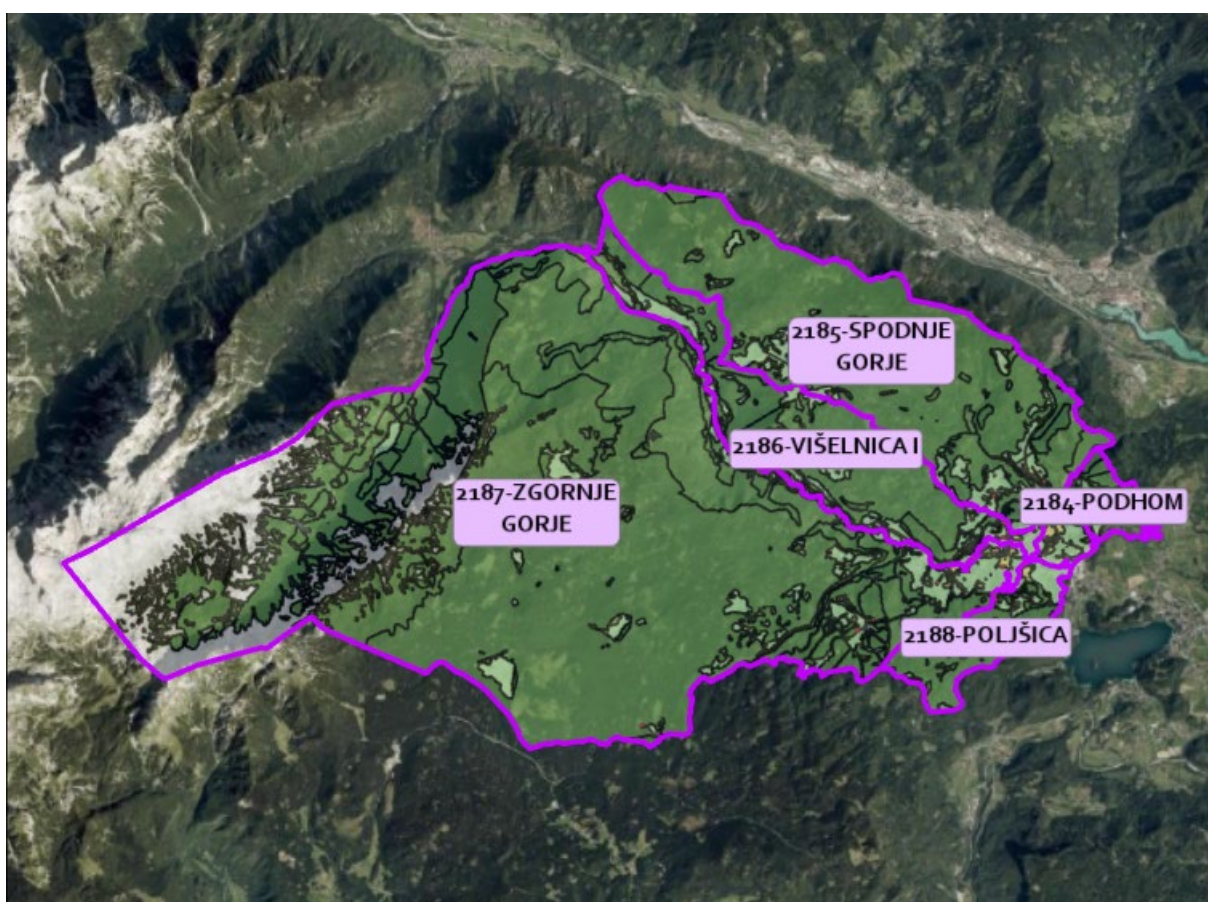 2185-SPODNJE
GORJE
2186-VIŠELNICA I
2187-ZGORNJE
GORJE
2184-PODHOM
2188-POLJŠICA